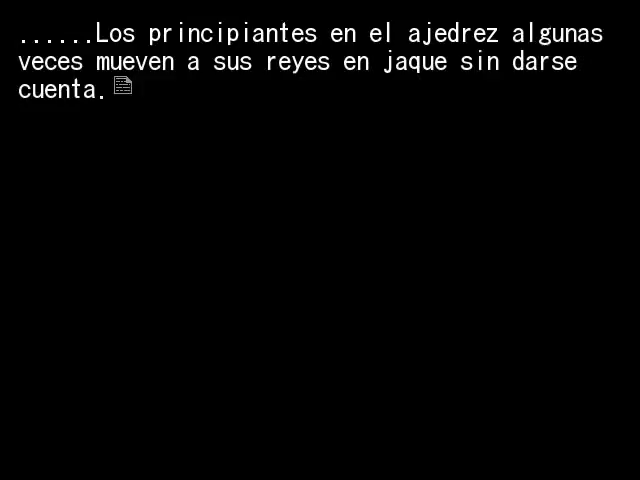 ......Los principiantes en el ajedrez algunas
veces mueven a sus reyes en jaque sin darse
cuenta.